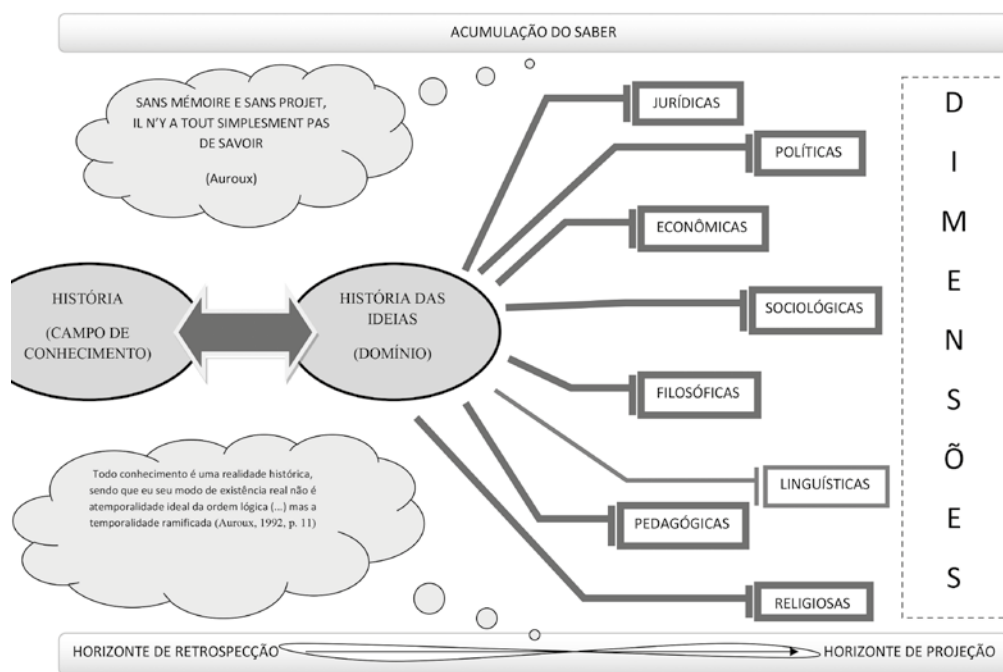 ACUMULAÇÃO DO SABER
SANS MÉMOIRE E SANS PROJET,
IL N'Y A TOUT SIMPLESMENT PAS
DE SAVOIR
(Auroux)
HISTÓRIA
(CAMPO DE
CONHECIMENTO)
HISTÓRIA DAS
IDEIAS
(DOMÍNIO)
Todo conhecimento é uma realidade histórica,
sendo que eu seu modo de existência real não é
atemporalidade ideal da ordem lógica (...) mas a
temporalidade ramificada (Auroux, 1992, p. 11)
JURÍDICAS
POLÍTICAS
ECONÔMICAS
SOCIOLÓGICAS
FILOSÓFICAS
LINGUÍSTICAS
PEDAGÓGICAS
RELIGIOSAS
D
I
M
E
N
S
Õ
E
S
HORIZONTE DE RETROSPECÇÃO
HORIZONTE DE PROJEÇÃO